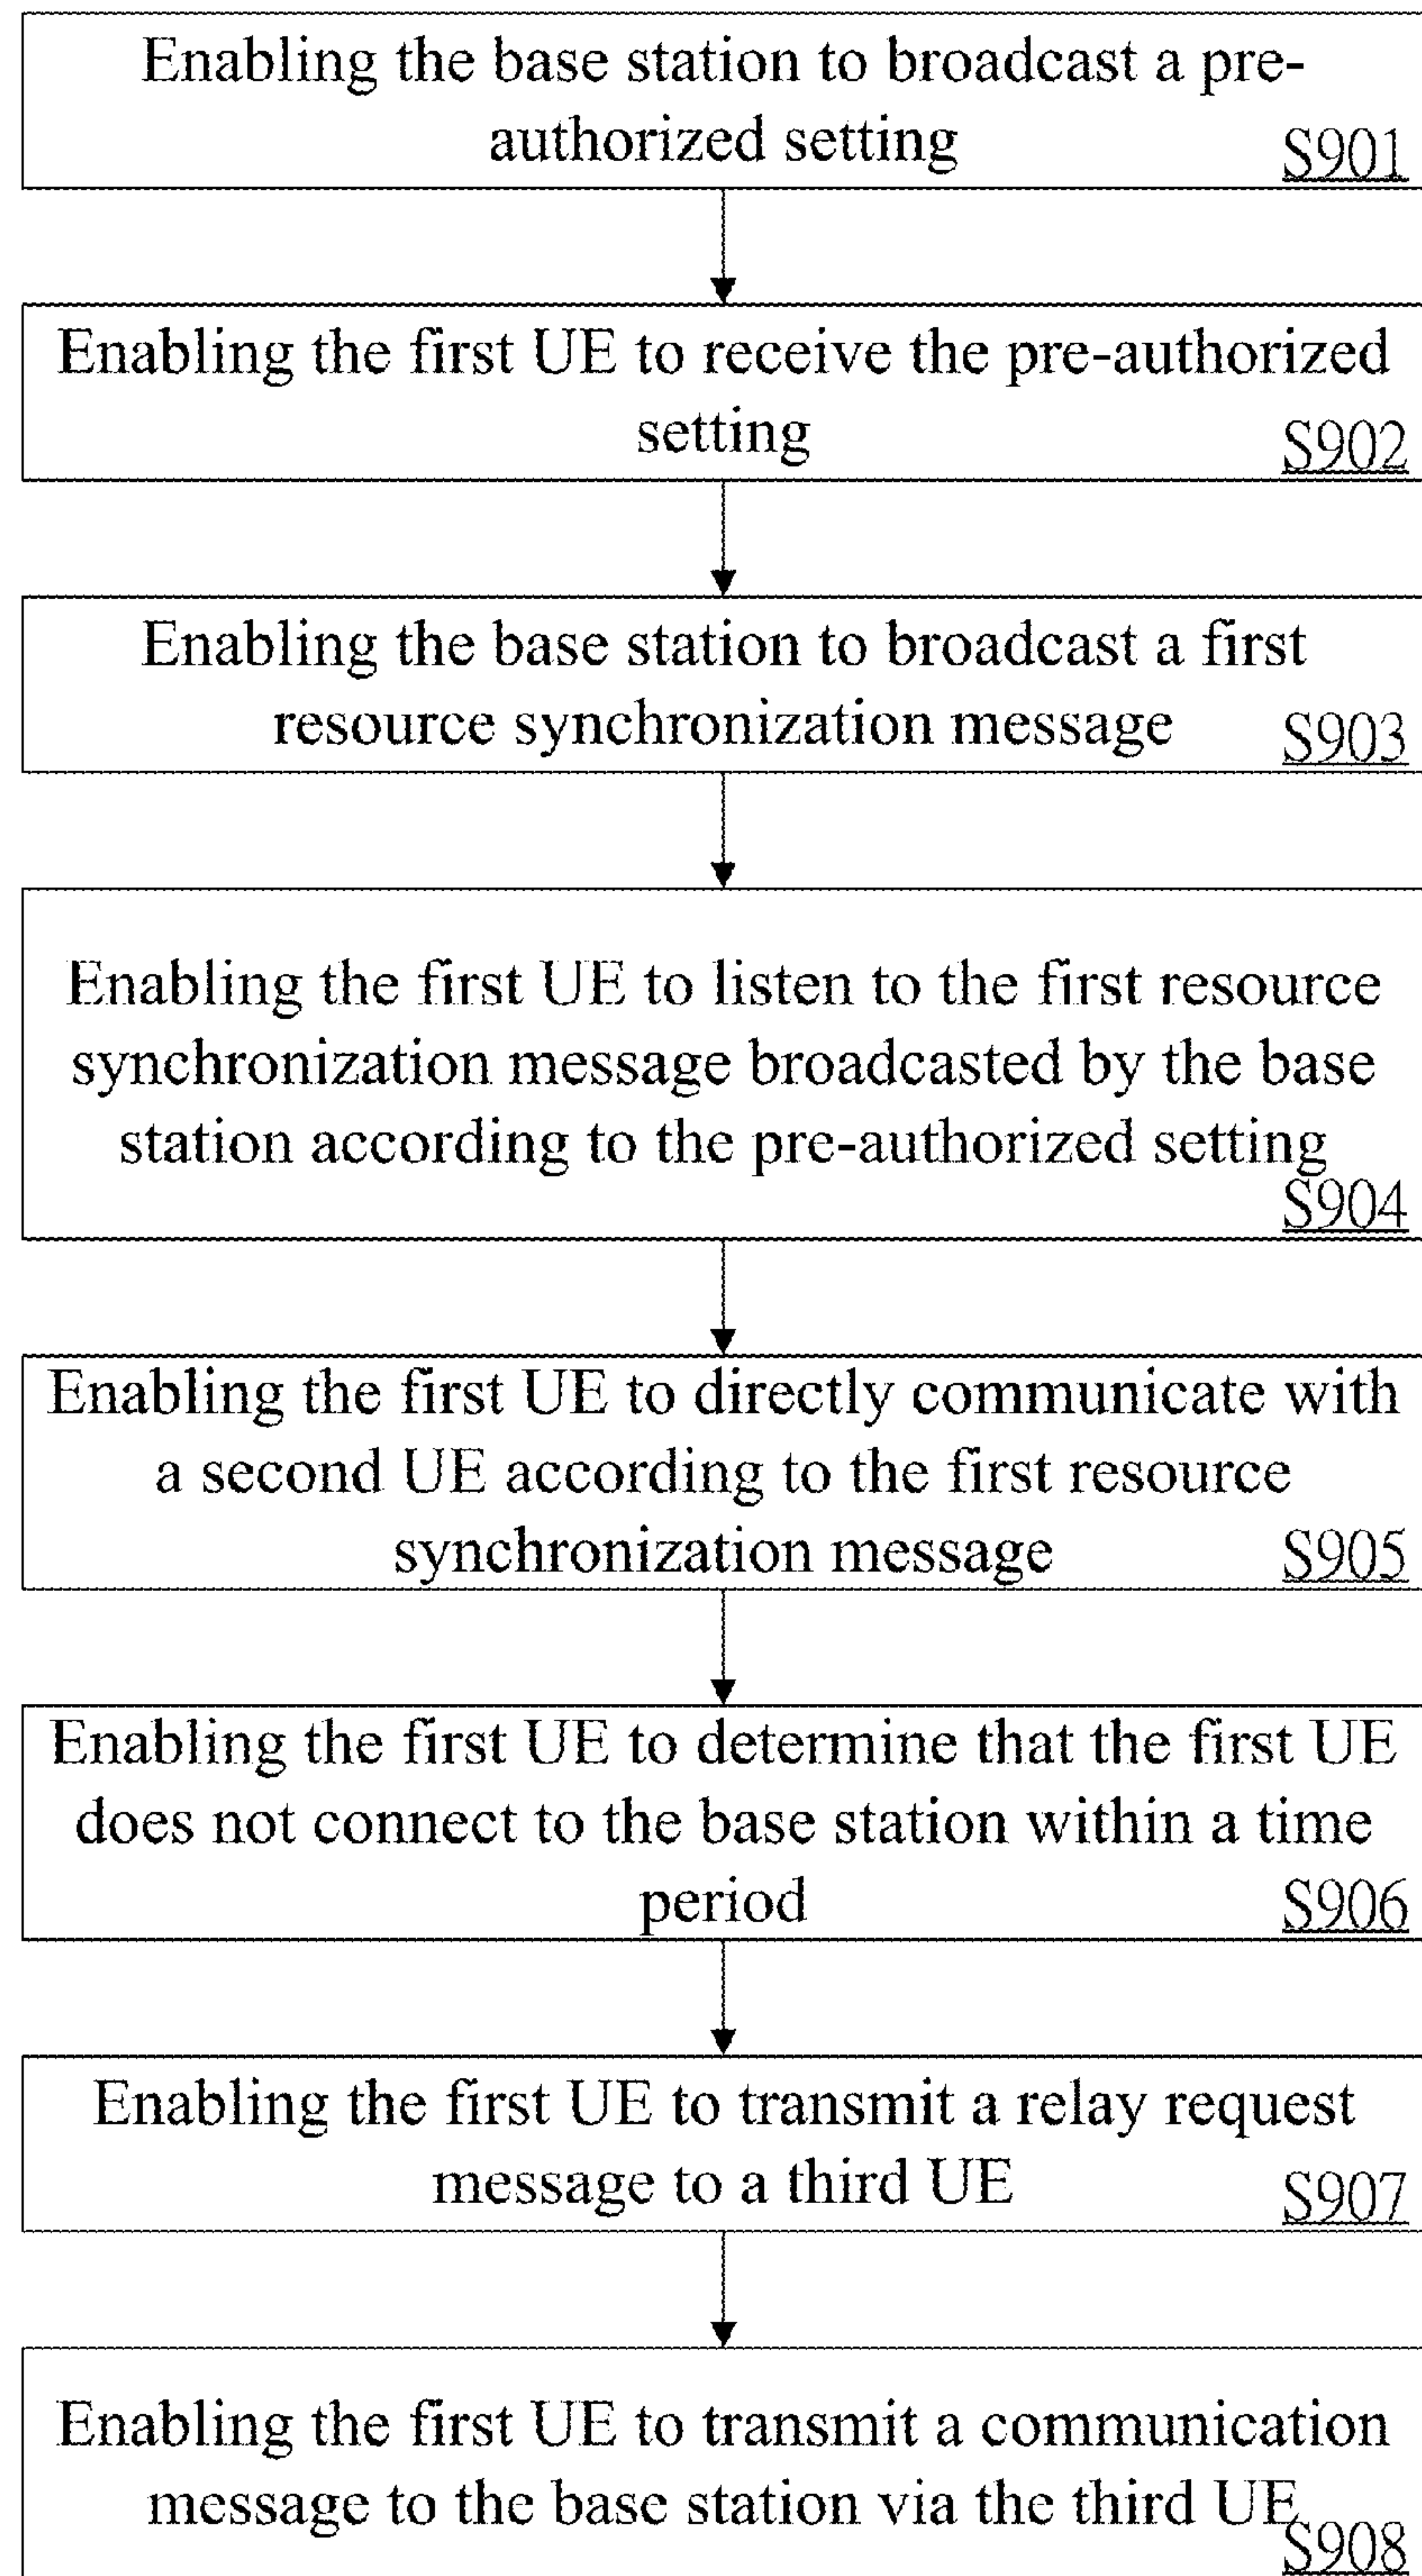 Enabling the base station to broadcast a pre-
authorized setting
S901
Enabling the first UE to receive the pre-authorized
setting
S902
Enabling the base station to broadcast a first
resource synchronization message
S903
Enabling the first UE to listen to the first resource
synchronization message broadcasted by the base
station according to the pre-authorized setting
S904
Enabling the first UE to directly communicate with
a second UE according to the first resource
synchronization message
S905
Enabling the first UE to determine that the first UE
does not connect to the base station within a time
period
S906
Enabling the first UE to transmit a relay request
message to a third UE
S907
Enabling the first UE to transmit a communication
message to the base station via the third UE
S908